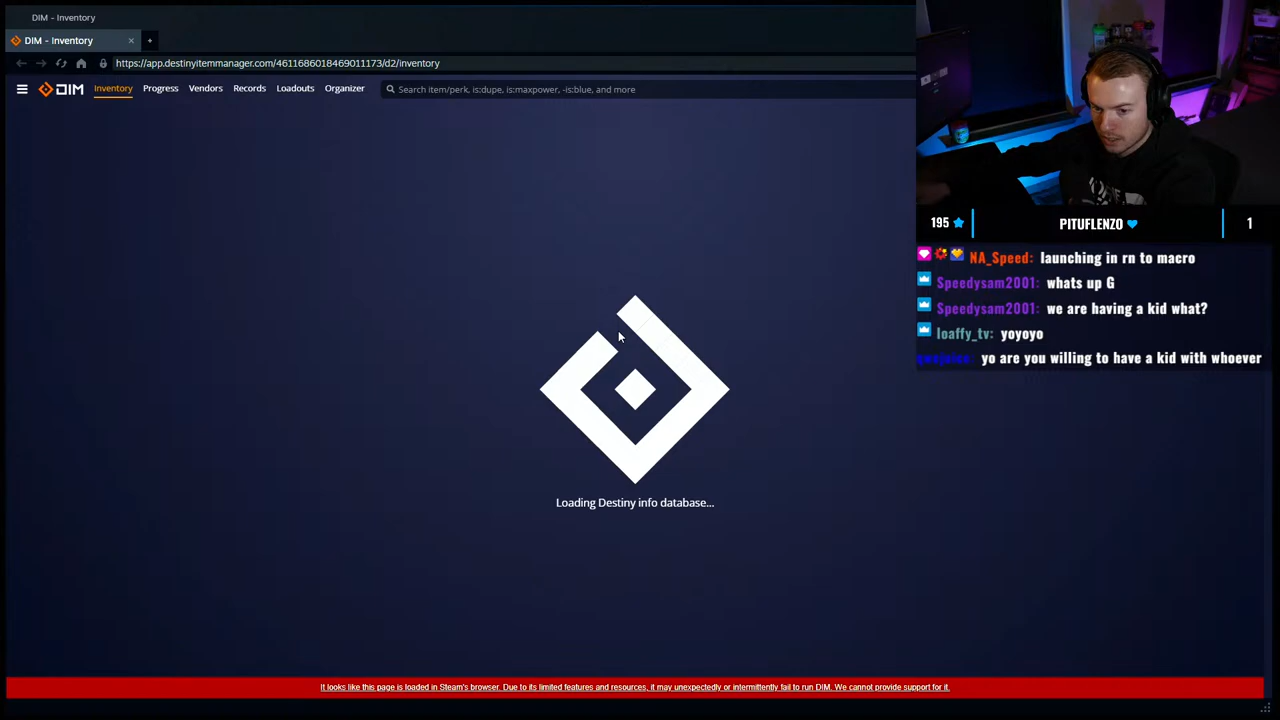 DIM - Inventory
DIM - Inventory
https://app.destinyitemmanager.com/4611686018469011173/d2/inventory
DIM Inventory Progress Vendors Records Loadouts Organizer Search item/perk, is:dupe, is:maxpower, -is:blue, and more
195 PITUFLENZO 1
NA_Speed: launching in rn to macro
Speedysam2001: whats up G
Speedysam2001: we are having a kid what?
loaffy_tv: yoyoyo
yo are you willing to have a kid with whoever
Loading Destiny info database...
It looks like this page is loaded in Steam's browser. Due to its limited features and resources, it may unexpectedly or intermittently fail to run DIM. We cannot provide support for it.